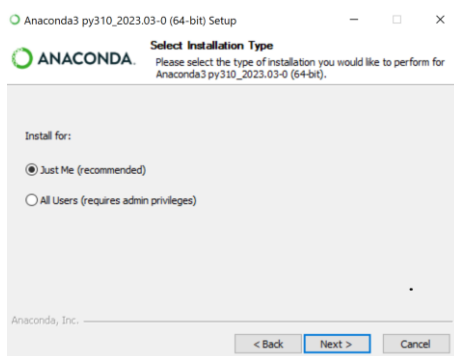 Anaconda3 py310_2023.03-0 (64-bit) Setup
ANACONDA.
Select Installation Type
Please select the type of installation you would like to perform for
Anaconda3 py310_2023.03-0 (64-bit).
Install for:
Just Me (recommended)
All Users (requires admin privileges)
Anaconda, Inc.
< Back
Next >
Cancel